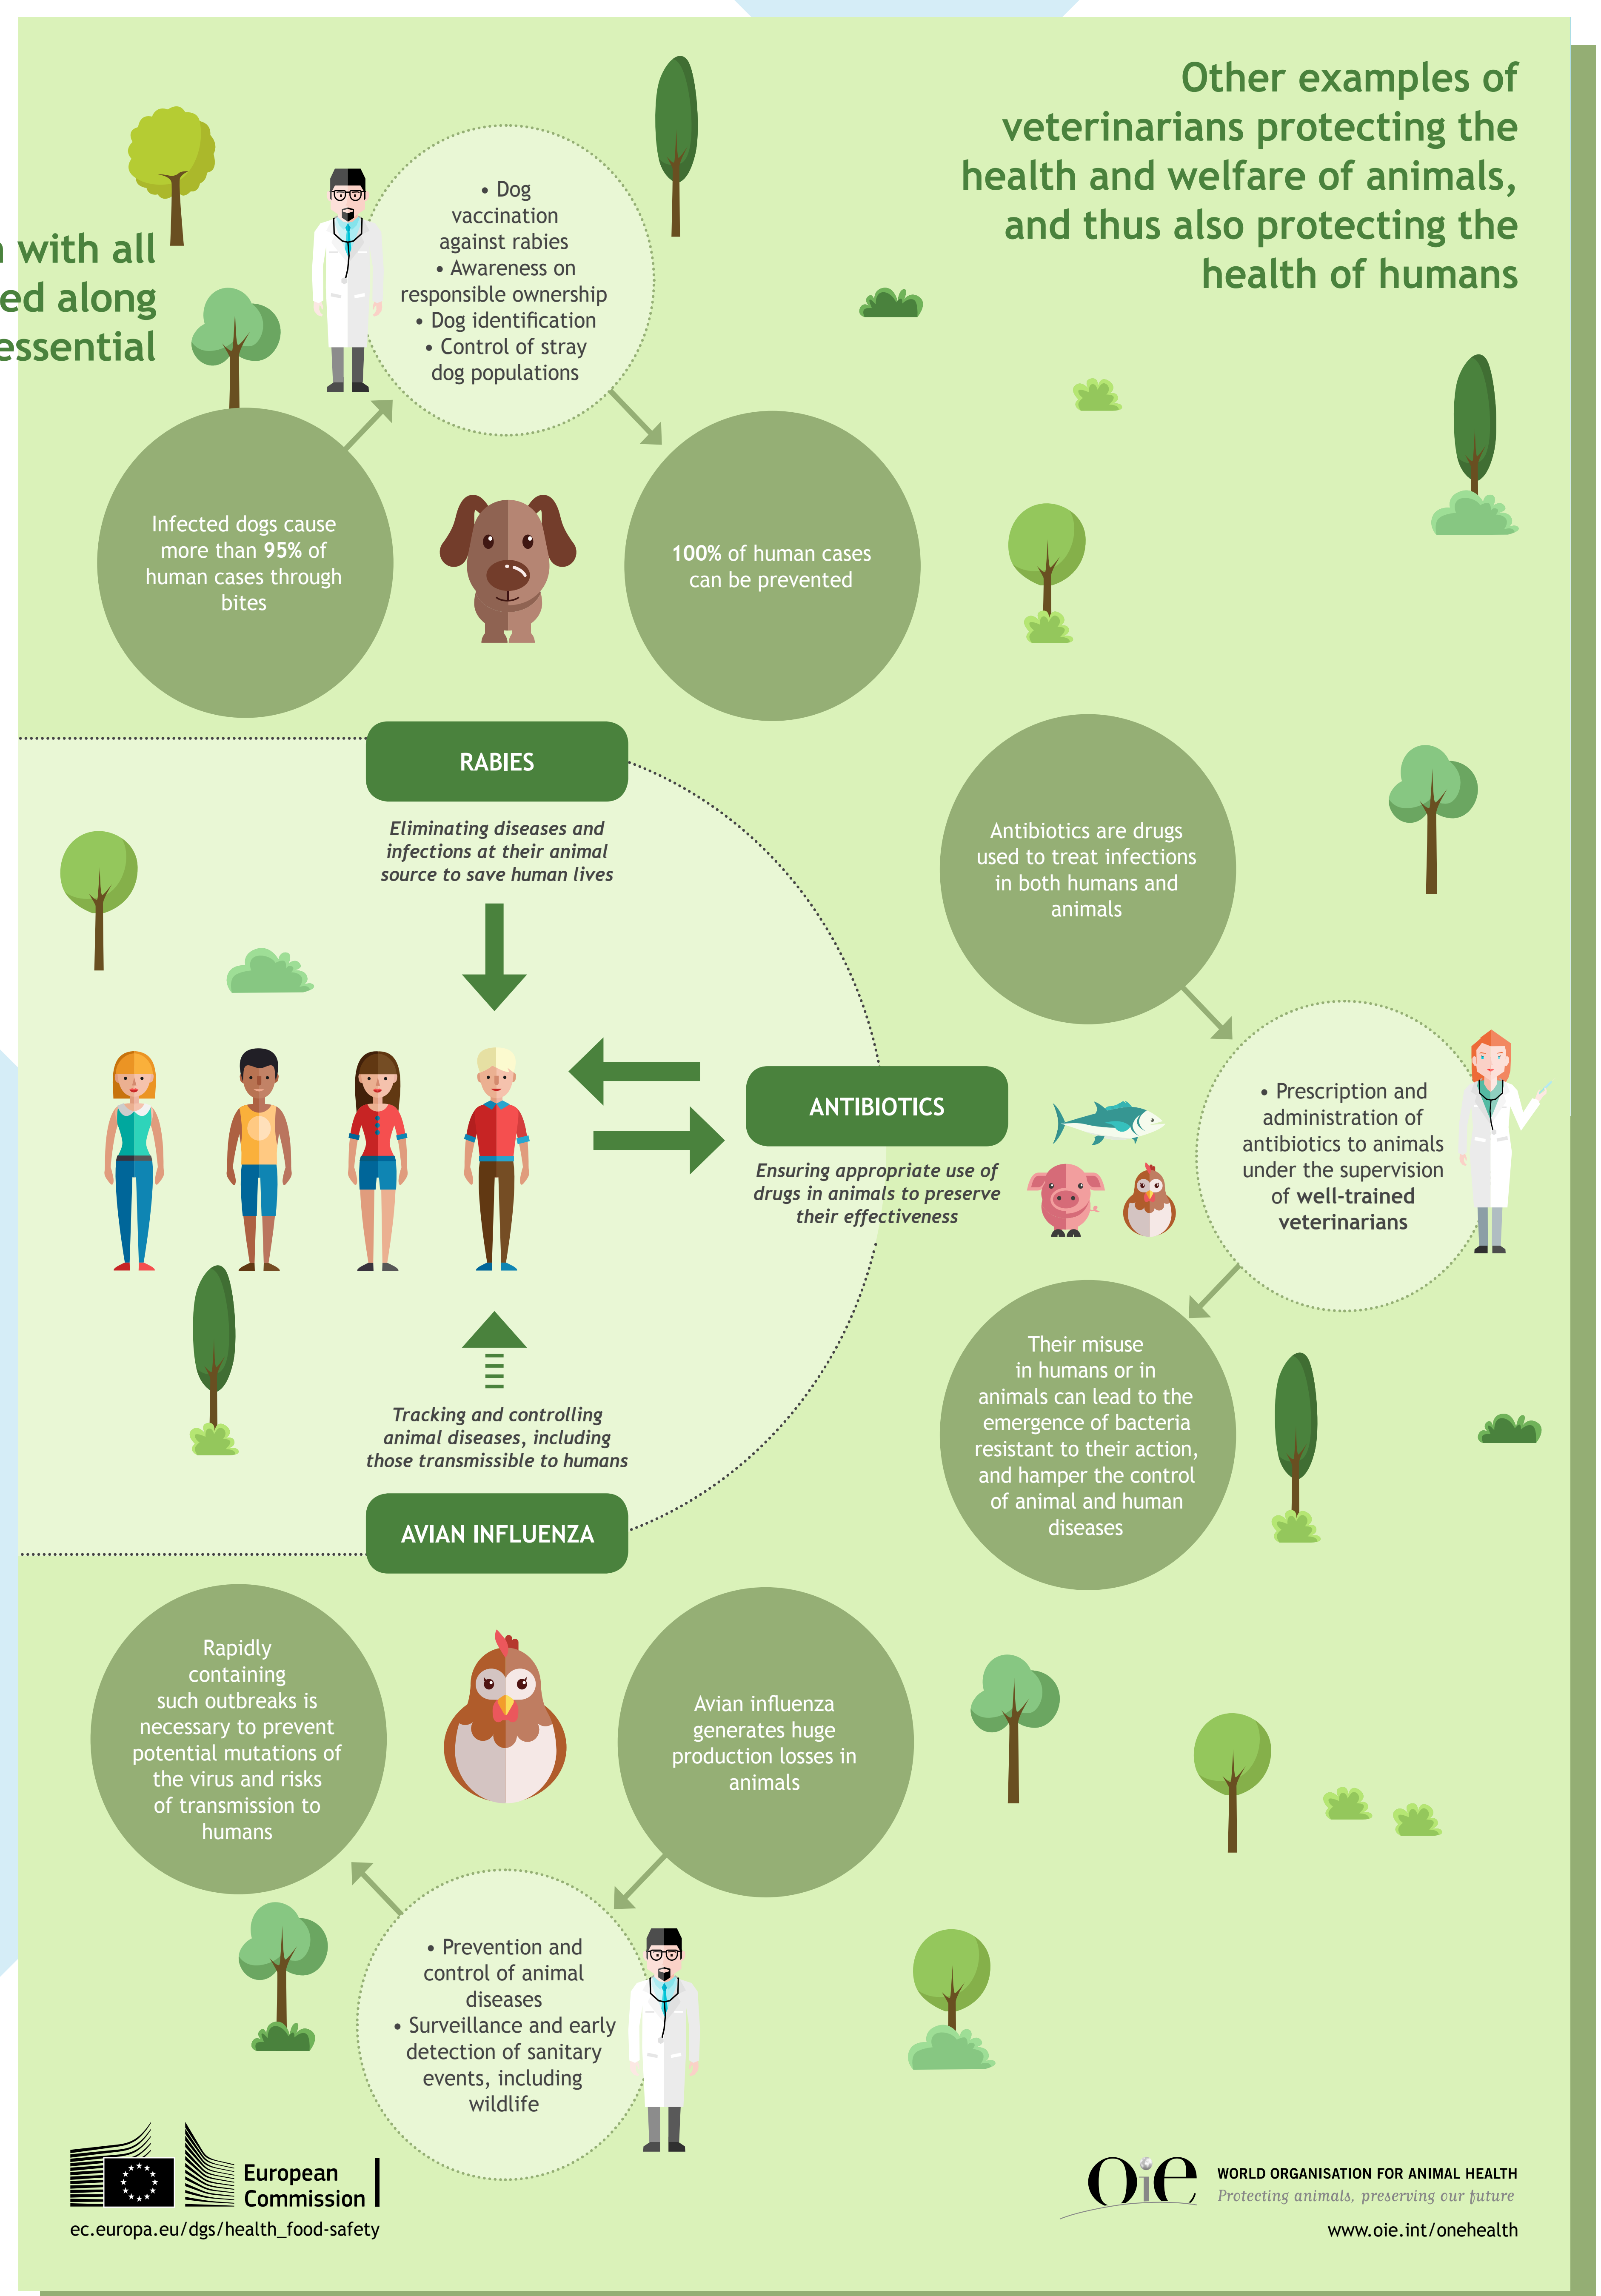 Other examples of
veterinarians protecting the
health and welfare of animals,
and thus also protecting the
health of humans
with all
ed along
essential
• Dog
vaccination
against rabies
• Awareness on
responsible ownership
• Dog identification
• Control of stray
dog populations
Infected dogs cause
more than 95% of
human cases through
bites
100% of human cases
can be prevented
RABIES
Eliminating diseases and
infections at their animal
source to save human lives
Antibiotics are drugs
used to treat infections
in both humans and
animals
ANTIBIOTICS
Ensuring appropriate use of
drugs in animals to preserve
their effectiveness
• Prescription and
administration of
antibiotics to animals
under the supervision
of well-trained
veterinarians
Their misuse
in humans or in
animals can lead to the
emergence of bacteria
resistant to their action,
and hamper the control
of animal and human
diseases
Tracking and controlling
animal diseases, including
those transmissible to humans
AVIAN INFLUENZA
Rapidly
containing
such outbreaks is
necessary to prevent
potential mutations of
the virus and risks
of transmission to
humans
Avian influenza
generates huge
production losses in
animals
• Prevention and
control of animal
diseases
• Surveillance and early
detection of sanitary
events, including
wildlife
European
Commission
ec.europa.eu/dgs/health_food-safety
oie
WORLD ORGANISATION FOR ANIMAL HEALTH
Protecting animals, preserving our future
www.oie.int/onehealth